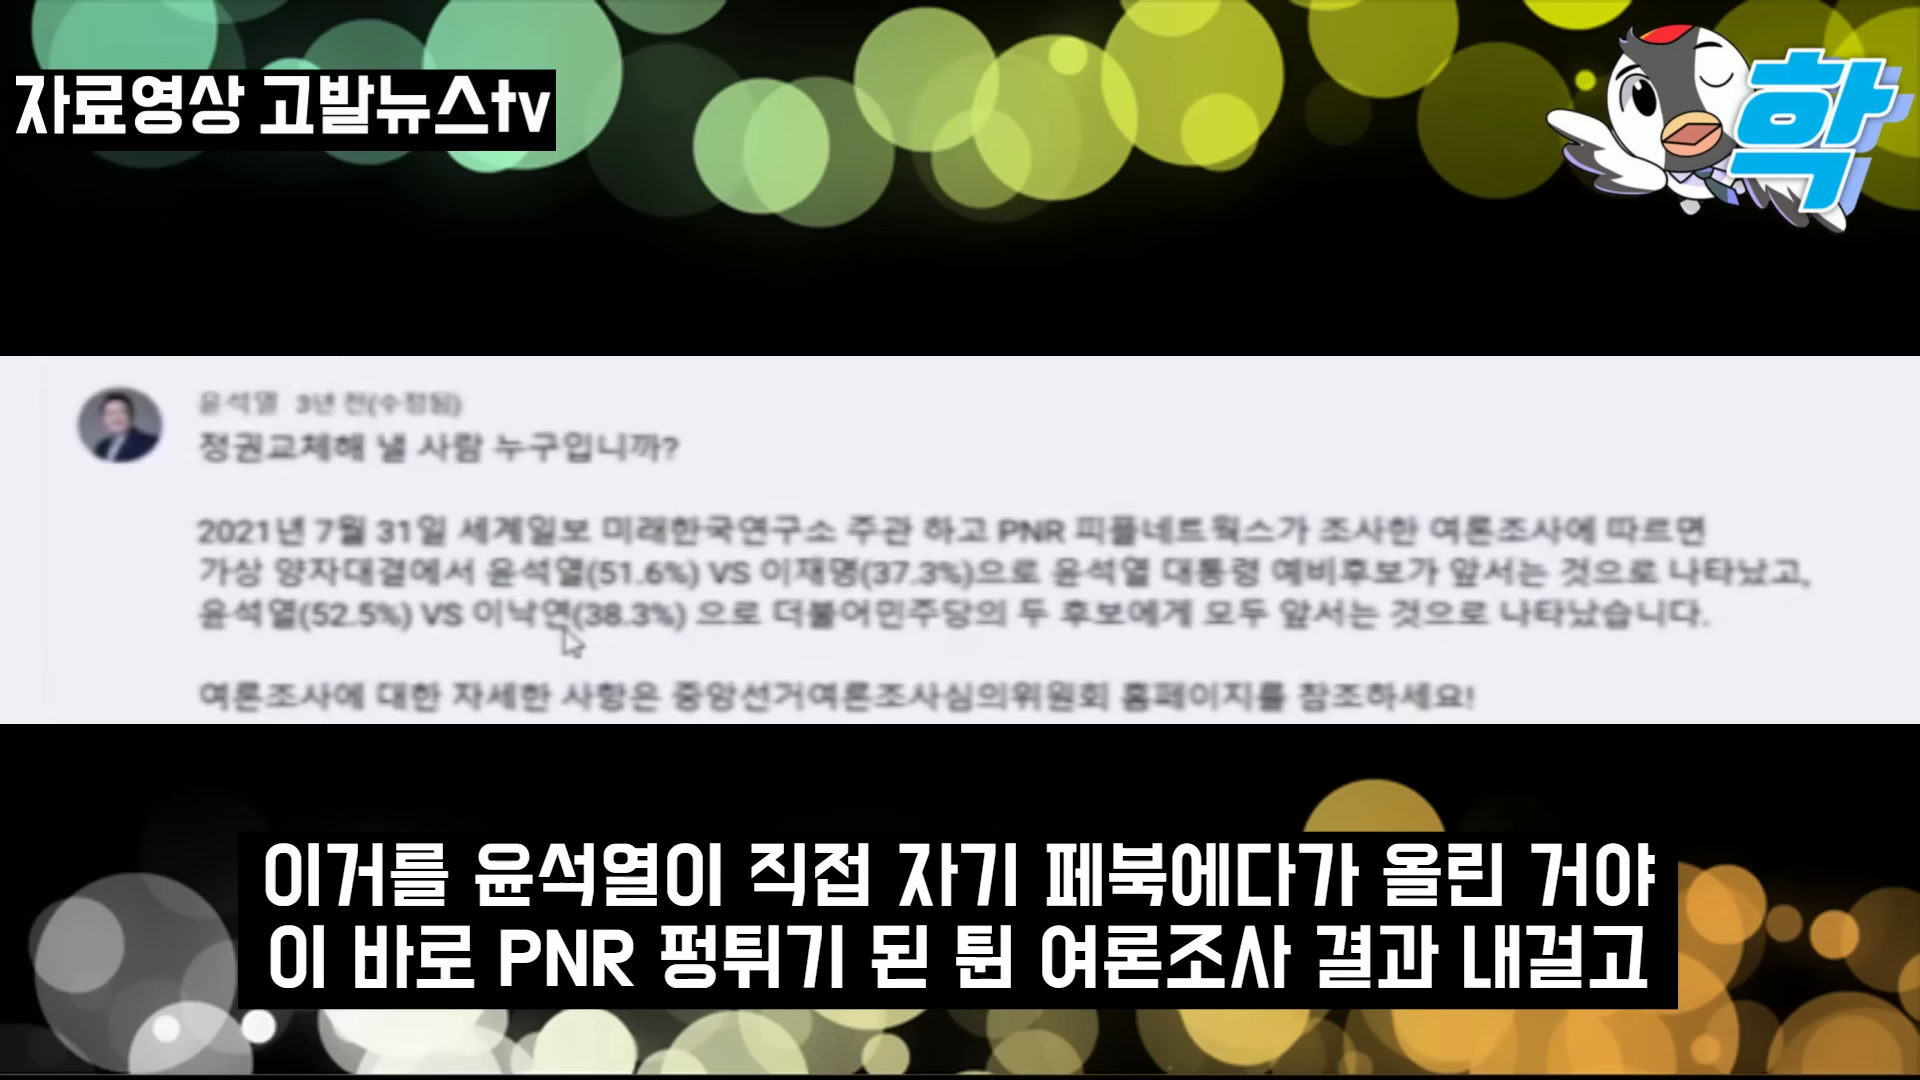 자료영상 고발뉴스tv
학
윤석열 3년 전(수정됨)
정권교체해 낼 사람 누구입니까?
2021년 7월 31일 세계일보 미래한국연구소 주관 하고 PNR 피플네트웍스가 조사한 여론조사에 따르면
가상 양자대결에서 윤석열(51.6%) VS 이재명(37.3%)으로 윤석열 대통령 예비후보가 앞서는 것으로 나타났고,
윤석열(52.5%) VS 이낙연(38.3%) 으로 더불어민주당의 두 후보에게 모두 앞서는 것으로 나타났습니다.
여론조사에 대한 자세한 사항은 중앙선거여론조사심의위원회 홈페이지를 참조하세요!
이거를 윤석열이 직접 자기 페북에다가 올린 거야
이 바로 PNR 펑튀기 된 튄 여론조사 결과 내걸고